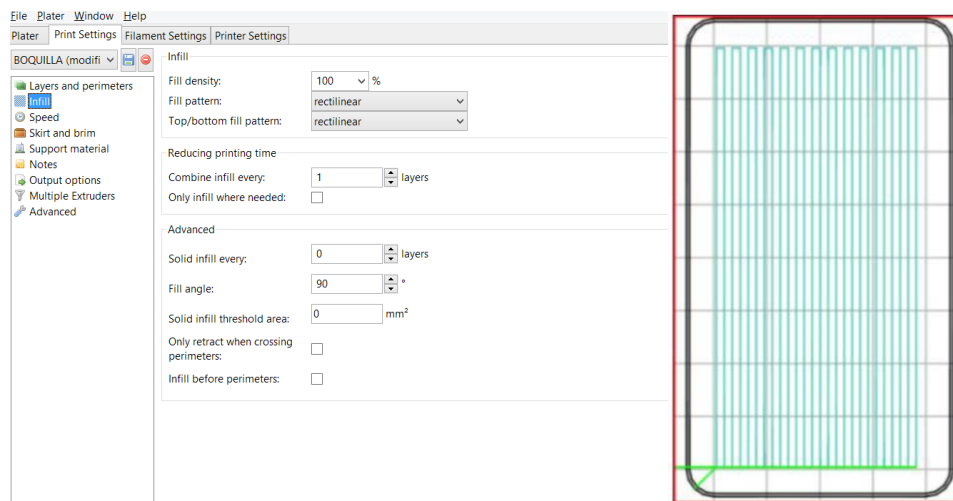 File Plater Window Help
Plater Print Settings Filament Settings Printer Settings
BOQUILLA (modifi
Layers and perimeters
Infill
Speed
Skirt and brim
Support material
Notes
Output options
Multiple Extruders
Advanced
Infill
Fill density: 100 %
Fill pattern: rectilinear
Top/bottom fill pattern: rectilinear
Reducing printing time
Combine infill every: 1 layers
Only infill where needed:
Advanced
Solid infill every: 0 layers
Fill angle: 90 °
Solid infill threshold area: 0 mm²
Only retract when crossing
perimeters:
Infill before perimeters: